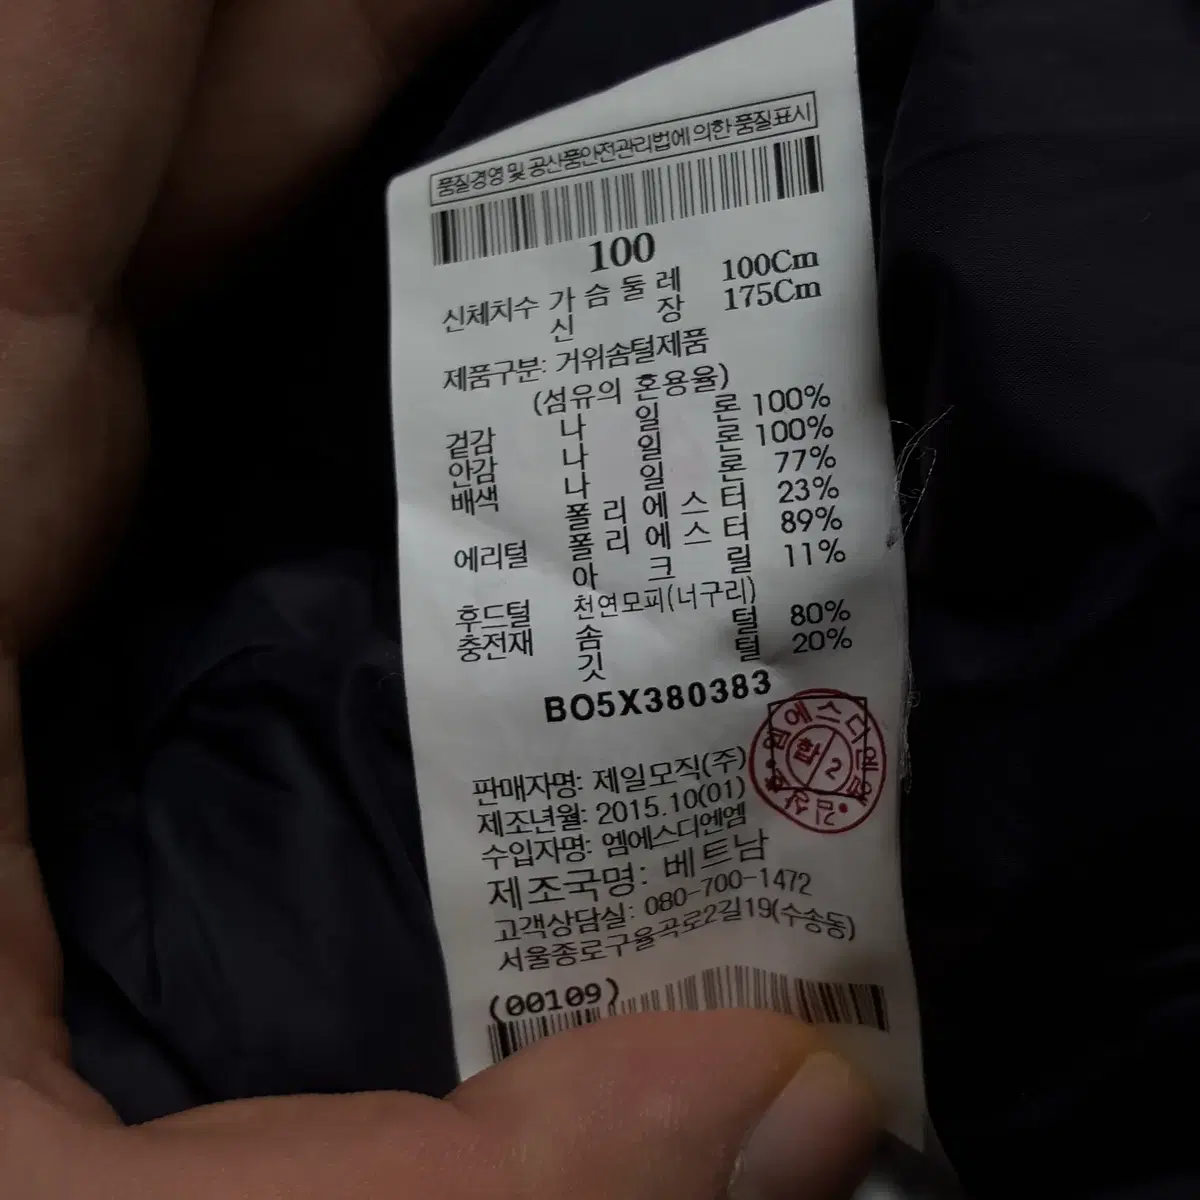 품질경영 및 공산품안전관리법에 의한 품질표시
100
신체치수 가 슴 둘 레 100Cm
신 장 175Cm
제품구분: 거위솜털제품
(섬유의 혼용율)
겉감 나 일 론 100%
안감 나 일 론 100%
배색 나 일 론 77%
폴 리 에 스 터 23%
에리털 폴 리 에 스 터 89%
아 크 릴 11%
후드털 천연모피(너구리)
충전재 솜 털 80%
깃 털 20%
BO5X380383
엠에스디엔엠
합 2
판매자명: 제일모직(주)
제조년월: 2015.10(01)
수입자명: 엠에스디엔엠
제조국명: 베트남
고객상담실: 080-700-1472
서울종로구율곡로2길19(수송동)
(00109)